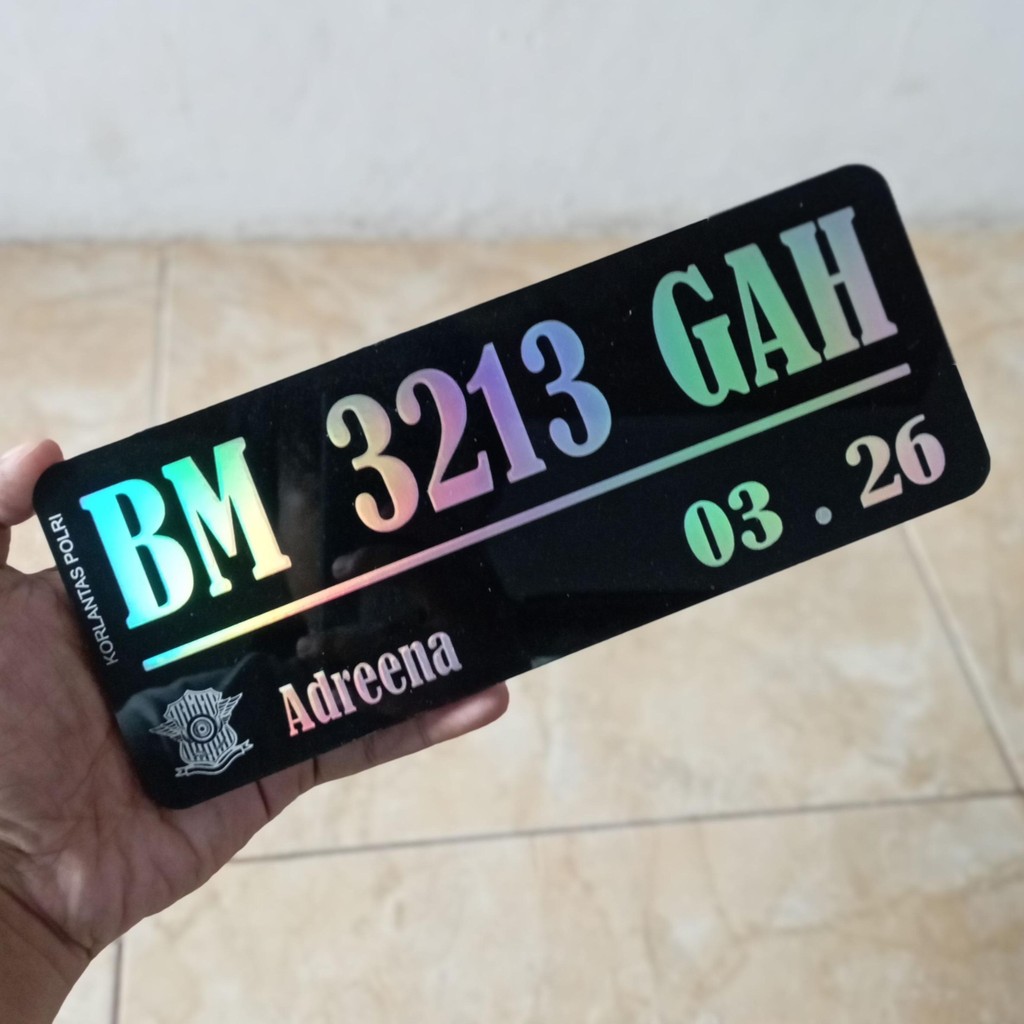 BM 3213 GAH
03 . 26
KORLANTAS POLRI
Adreena